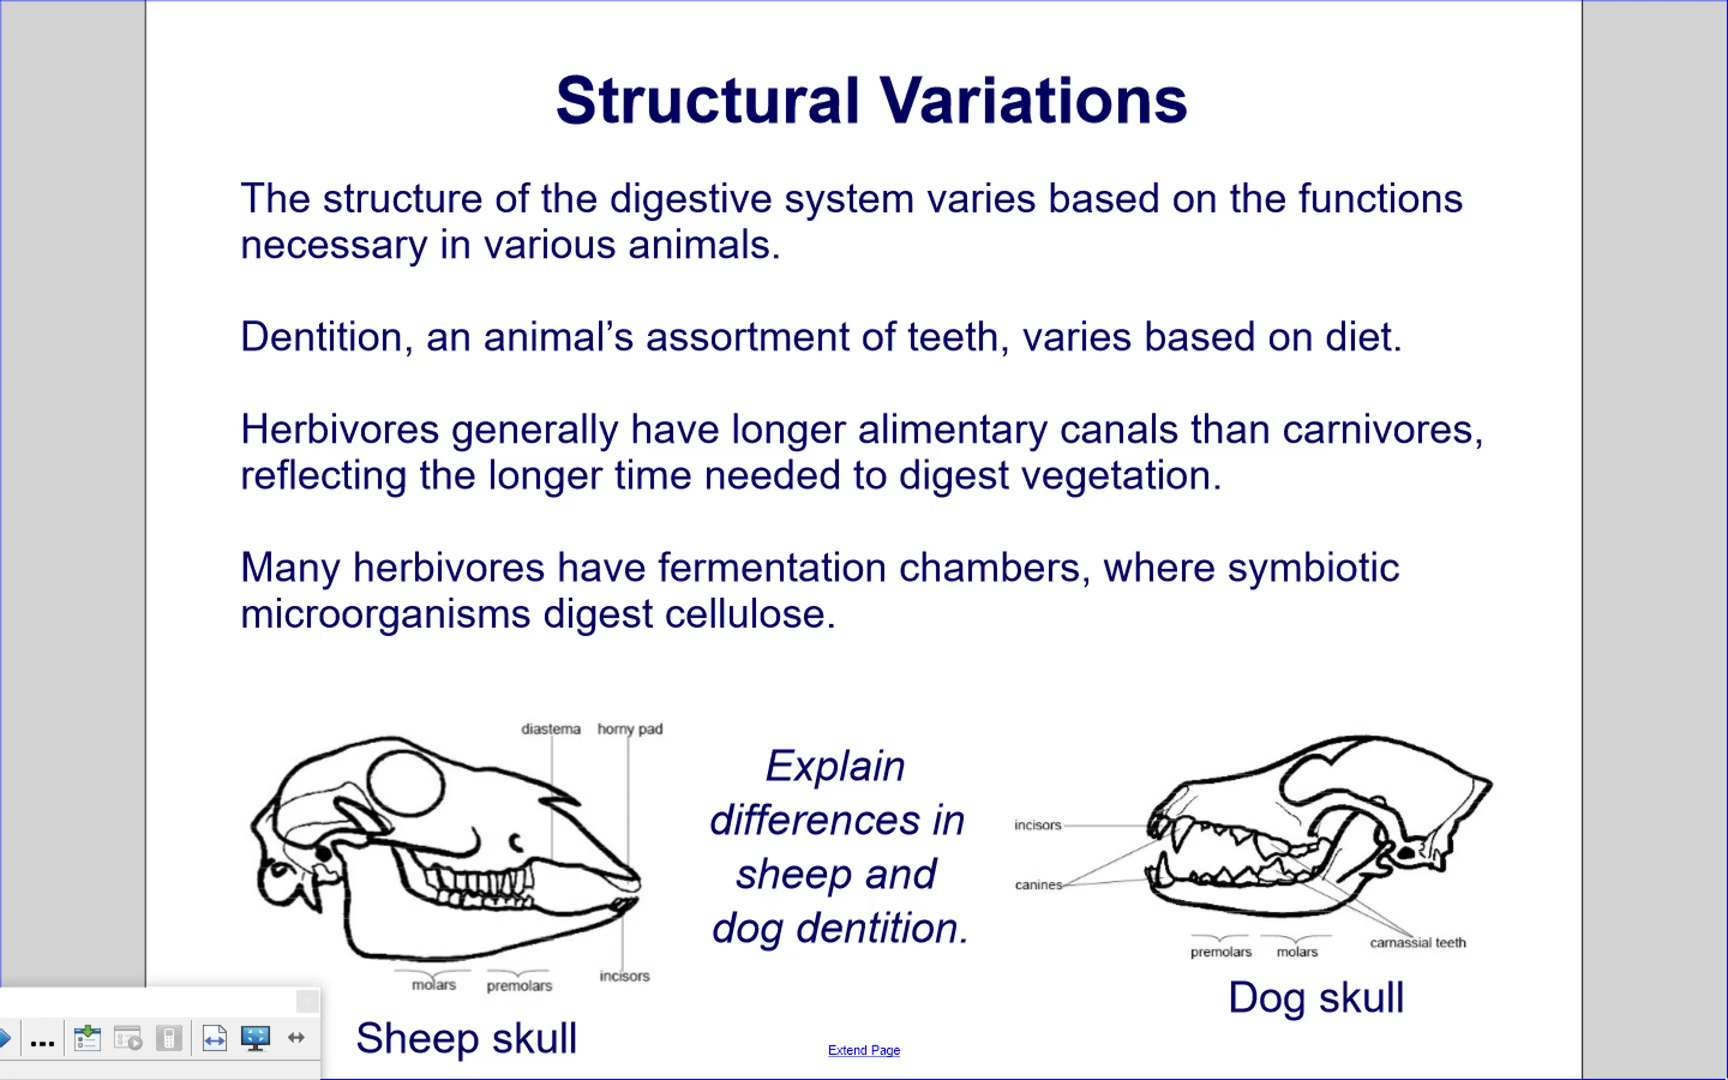 Structural Variations
The structure of the digestive system varies based on the functions
necessary in various animals.
Dentition, an animal’s assortment of teeth, varies based on diet.
Herbivores generally have longer alimentary canals than carnivores,
reflecting the longer time needed to digest vegetation.
Many herbivores have fermentation chambers, where symbiotic
microorganisms digest cellulose.
diastema horny pad
molars premolars incisors
Sheep skull
Explain
differences in
sheep and
dog dentition.
incisors
canines
premolars molars carnassial teeth
Dog skull
...
Extend Page